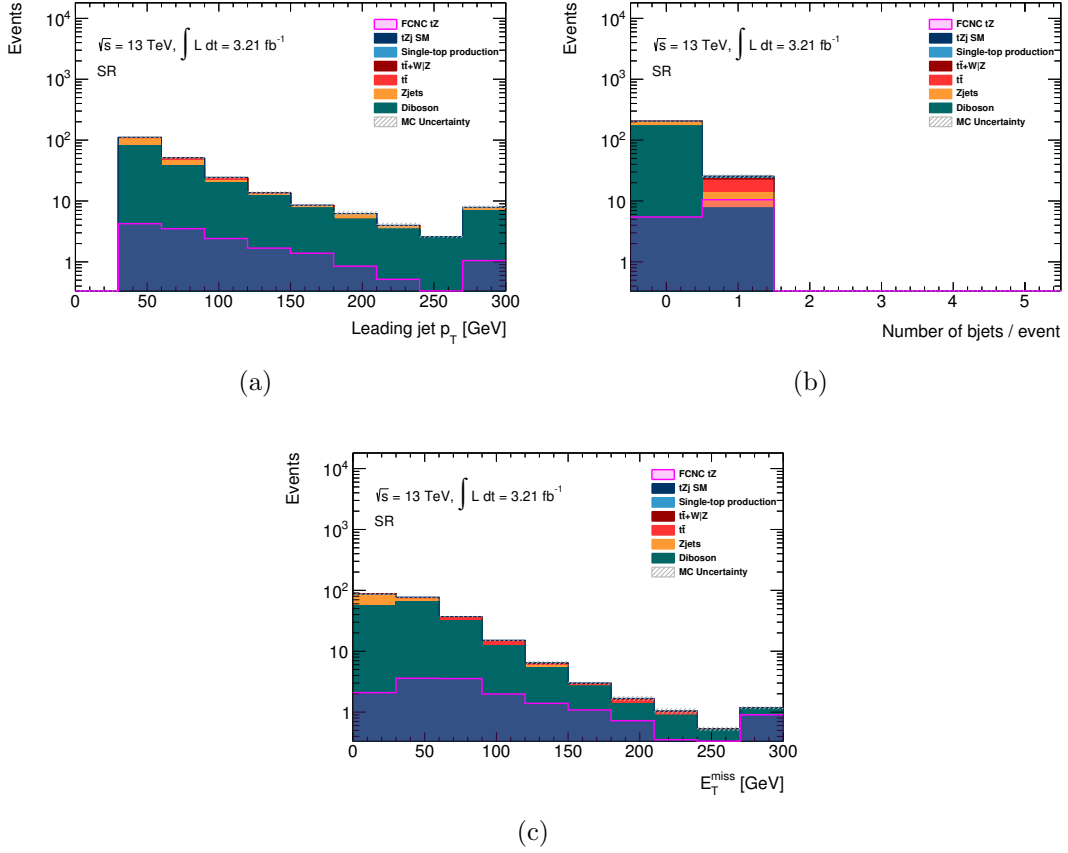 Events
10⁴
10³
10²
10
1
√s = 13 TeV, ∫ L dt = 3.21 fb⁻¹
SR
FCNC tZ
tZj SM
Single-top production
tt̄+W|Z
tt̄
Zjets
Diboson
MC Uncertainty
0 50 100 150 200 250 300
Leading jet p_T [GeV]
(a)
Events
10⁴
10³
10²
10
1
√s = 13 TeV, ∫ L dt = 3.21 fb⁻¹
SR
FCNC tZ
tZj SM
Single-top production
tt̄+W|Z
tt̄
Zjets
Diboson
MC Uncertainty
0 1 2 3 4 5
Number of bjets / event
(b)
Events
10⁴
10³
10²
10
1
√s = 13 TeV, ∫ L dt = 3.21 fb⁻¹
SR
FCNC tZ
tZj SM
Single-top production
tt̄+W|Z
tt̄
Zjets
Diboson
MC Uncertainty
0 50 100 150 200 250 300
E_T^miss [GeV]
(c)